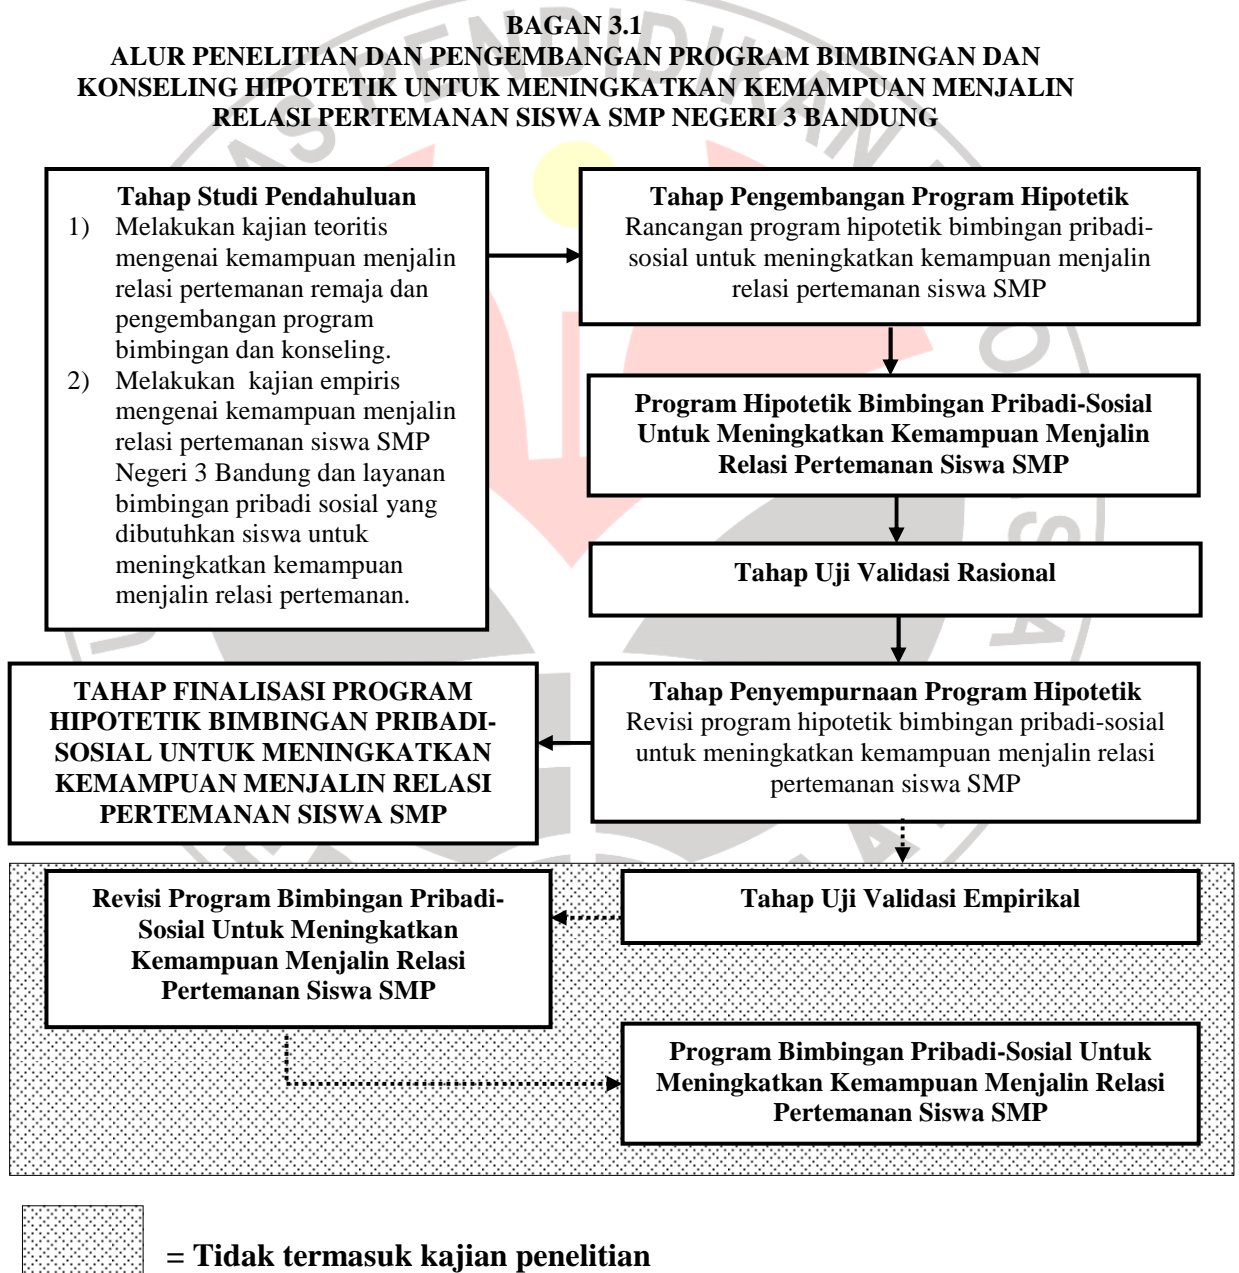 BAGAN 3.1
ALUR PENELITIAN DAN PENGEMBANGAN PROGRAM BIMBINGAN DAN
KONSELING HIPOTETIK UNTUK MENINGKATKAN KEMAMPUAN MENJALIN
RELASI PERTEMANAN SISWA SMP NEGERI 3 BANDUNG
Tahap Studi Pendahuluan
1) Melakukan kajian teoritis
mengenai kemampuan menjalin
relasi pertemanan remaja dan
pengembangan program
bimbingan dan konseling.
2) Melakukan kajian empiris
mengenai kemampuan menjalin
relasi pertemanan siswa SMP
Negeri 3 Bandung dan layanan
bimbingan pribadi sosial yang
dibutuhkan siswa untuk
meningkatkan kemampuan
menjalin relasi pertemanan.
Tahap Pengembangan Program Hipotetik
Rancangan program hipotetik bimbingan pribadi-
sosial untuk meningkatkan kemampuan menjalin
relasi pertemanan siswa SMP
Program Hipotetik Bimbingan Pribadi-Sosial
Untuk Meningkatkan Kemampuan Menjalin
Relasi Pertemanan Siswa SMP
Tahap Uji Validasi Rasional
Tahap Penyempurnaan Program Hipotetik
Revisi program hipotetik bimbingan pribadi-sosial
untuk meningkatkan kemampuan menjalin relasi
pertemanan siswa SMP
TAHAP FINALISASI PROGRAM
HIPOTETIK BIMBINGAN PRIBADI-
SOSIAL UNTUK MENINGKATKAN
KEMAMPUAN MENJALIN RELASI
PERTEMANAN SISWA SMP
Tahap Uji Validasi Empirikal
Revisi Program Bimbingan Pribadi-
Sosial Untuk Meningkatkan
Kemampuan Menjalin Relasi
Pertemanan Siswa SMP
Program Bimbingan Pribadi-Sosial Untuk
Meningkatkan Kemampuan Menjalin Relasi
Pertemanan Siswa SMP
= Tidak termasuk kajian penelitian